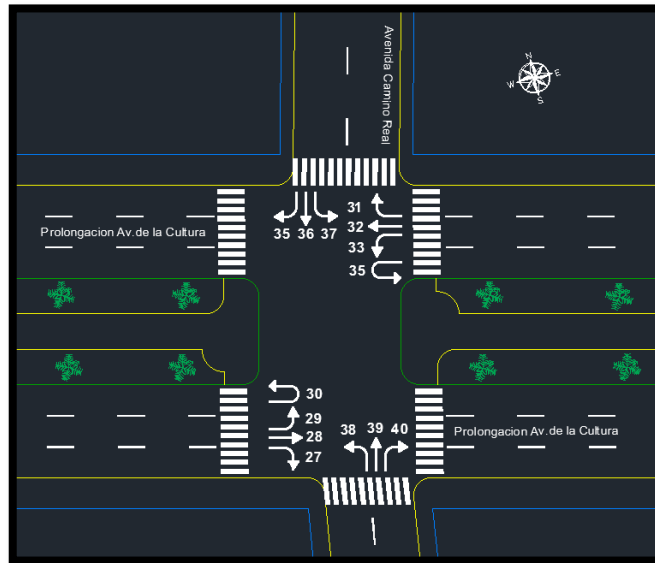 Avenida Camino Real
N
E
W
S
31
32
33
35
35 36 37
Prolongacion Av. de la Cultura
30
29
28
27
38 39 40
Prolongacion Av. de la Cultura